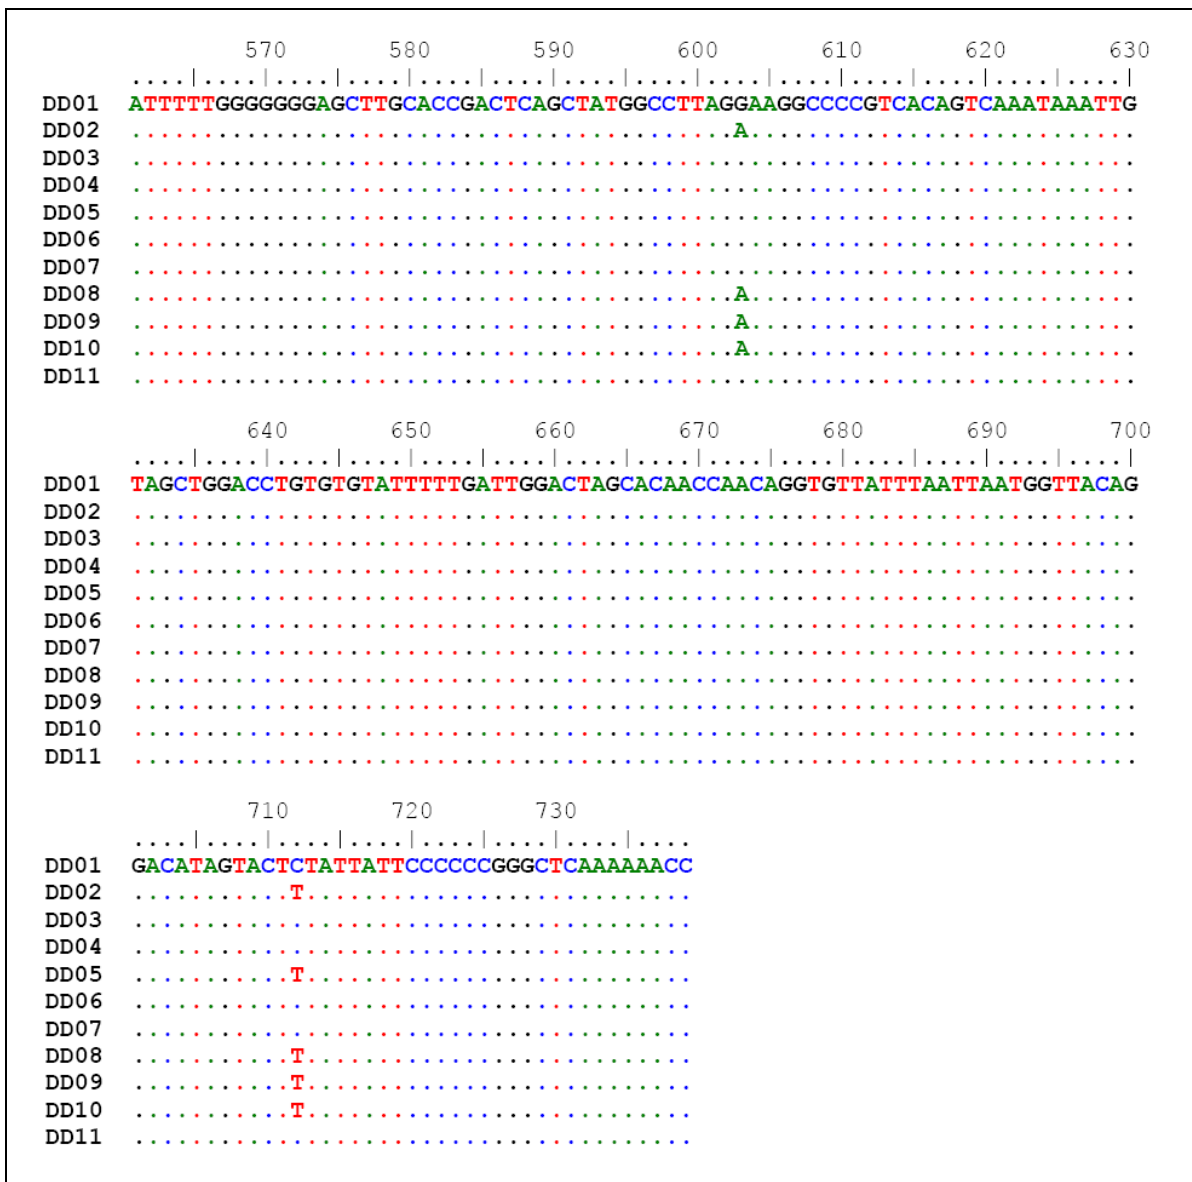 570 580 590 600 610 620 630
....|....|....|....|....|....|....|....|....|....|....|....|....|....|
DD01 ATTTTTGGGGGGGAGCTTGCACCGACTCAGCTATGGCCTTAGGAAGGCCCCGTCACAGTCAAATAAATTG
DD02 ..........................................A...........................
DD03 ......................................................................
DD04 ......................................................................
DD05 ......................................................................
DD06 ......................................................................
DD07 ......................................................................
DD08 ..........................................A...........................
DD09 ..........................................A...........................
DD10 ..........................................A...........................
DD11 ......................................................................
640 650 660 670 680 690 700
....|....|....|....|....|....|....|....|....|....|....|....|....|....|
DD01 TAGCTGGACCTGTGTGTATTTTTGATTGGACTAGCACAACCAACAGGTGTTATTTAATTAATGGTTACAG
DD02 ......................................................................
DD03 ......................................................................
DD04 ......................................................................
DD05 ......................................................................
DD06 ......................................................................
DD07 ......................................................................
DD08 ......................................................................
DD09 ......................................................................
DD10 ......................................................................
DD11 ......................................................................
710 720 730
....|....|....|....|....|....|....|....
DD01 GACATAGTACTCTATTATTCCCCCCGGGCTCAAAAAACC
DD02 ...........T...........................
DD03 .......................................
DD04 .......................................
DD05 ...........T...........................
DD06 .......................................
DD07 .......................................
DD08 ...........T...........................
DD09 ...........T...........................
DD10 ...........T...........................
DD11 .......................................